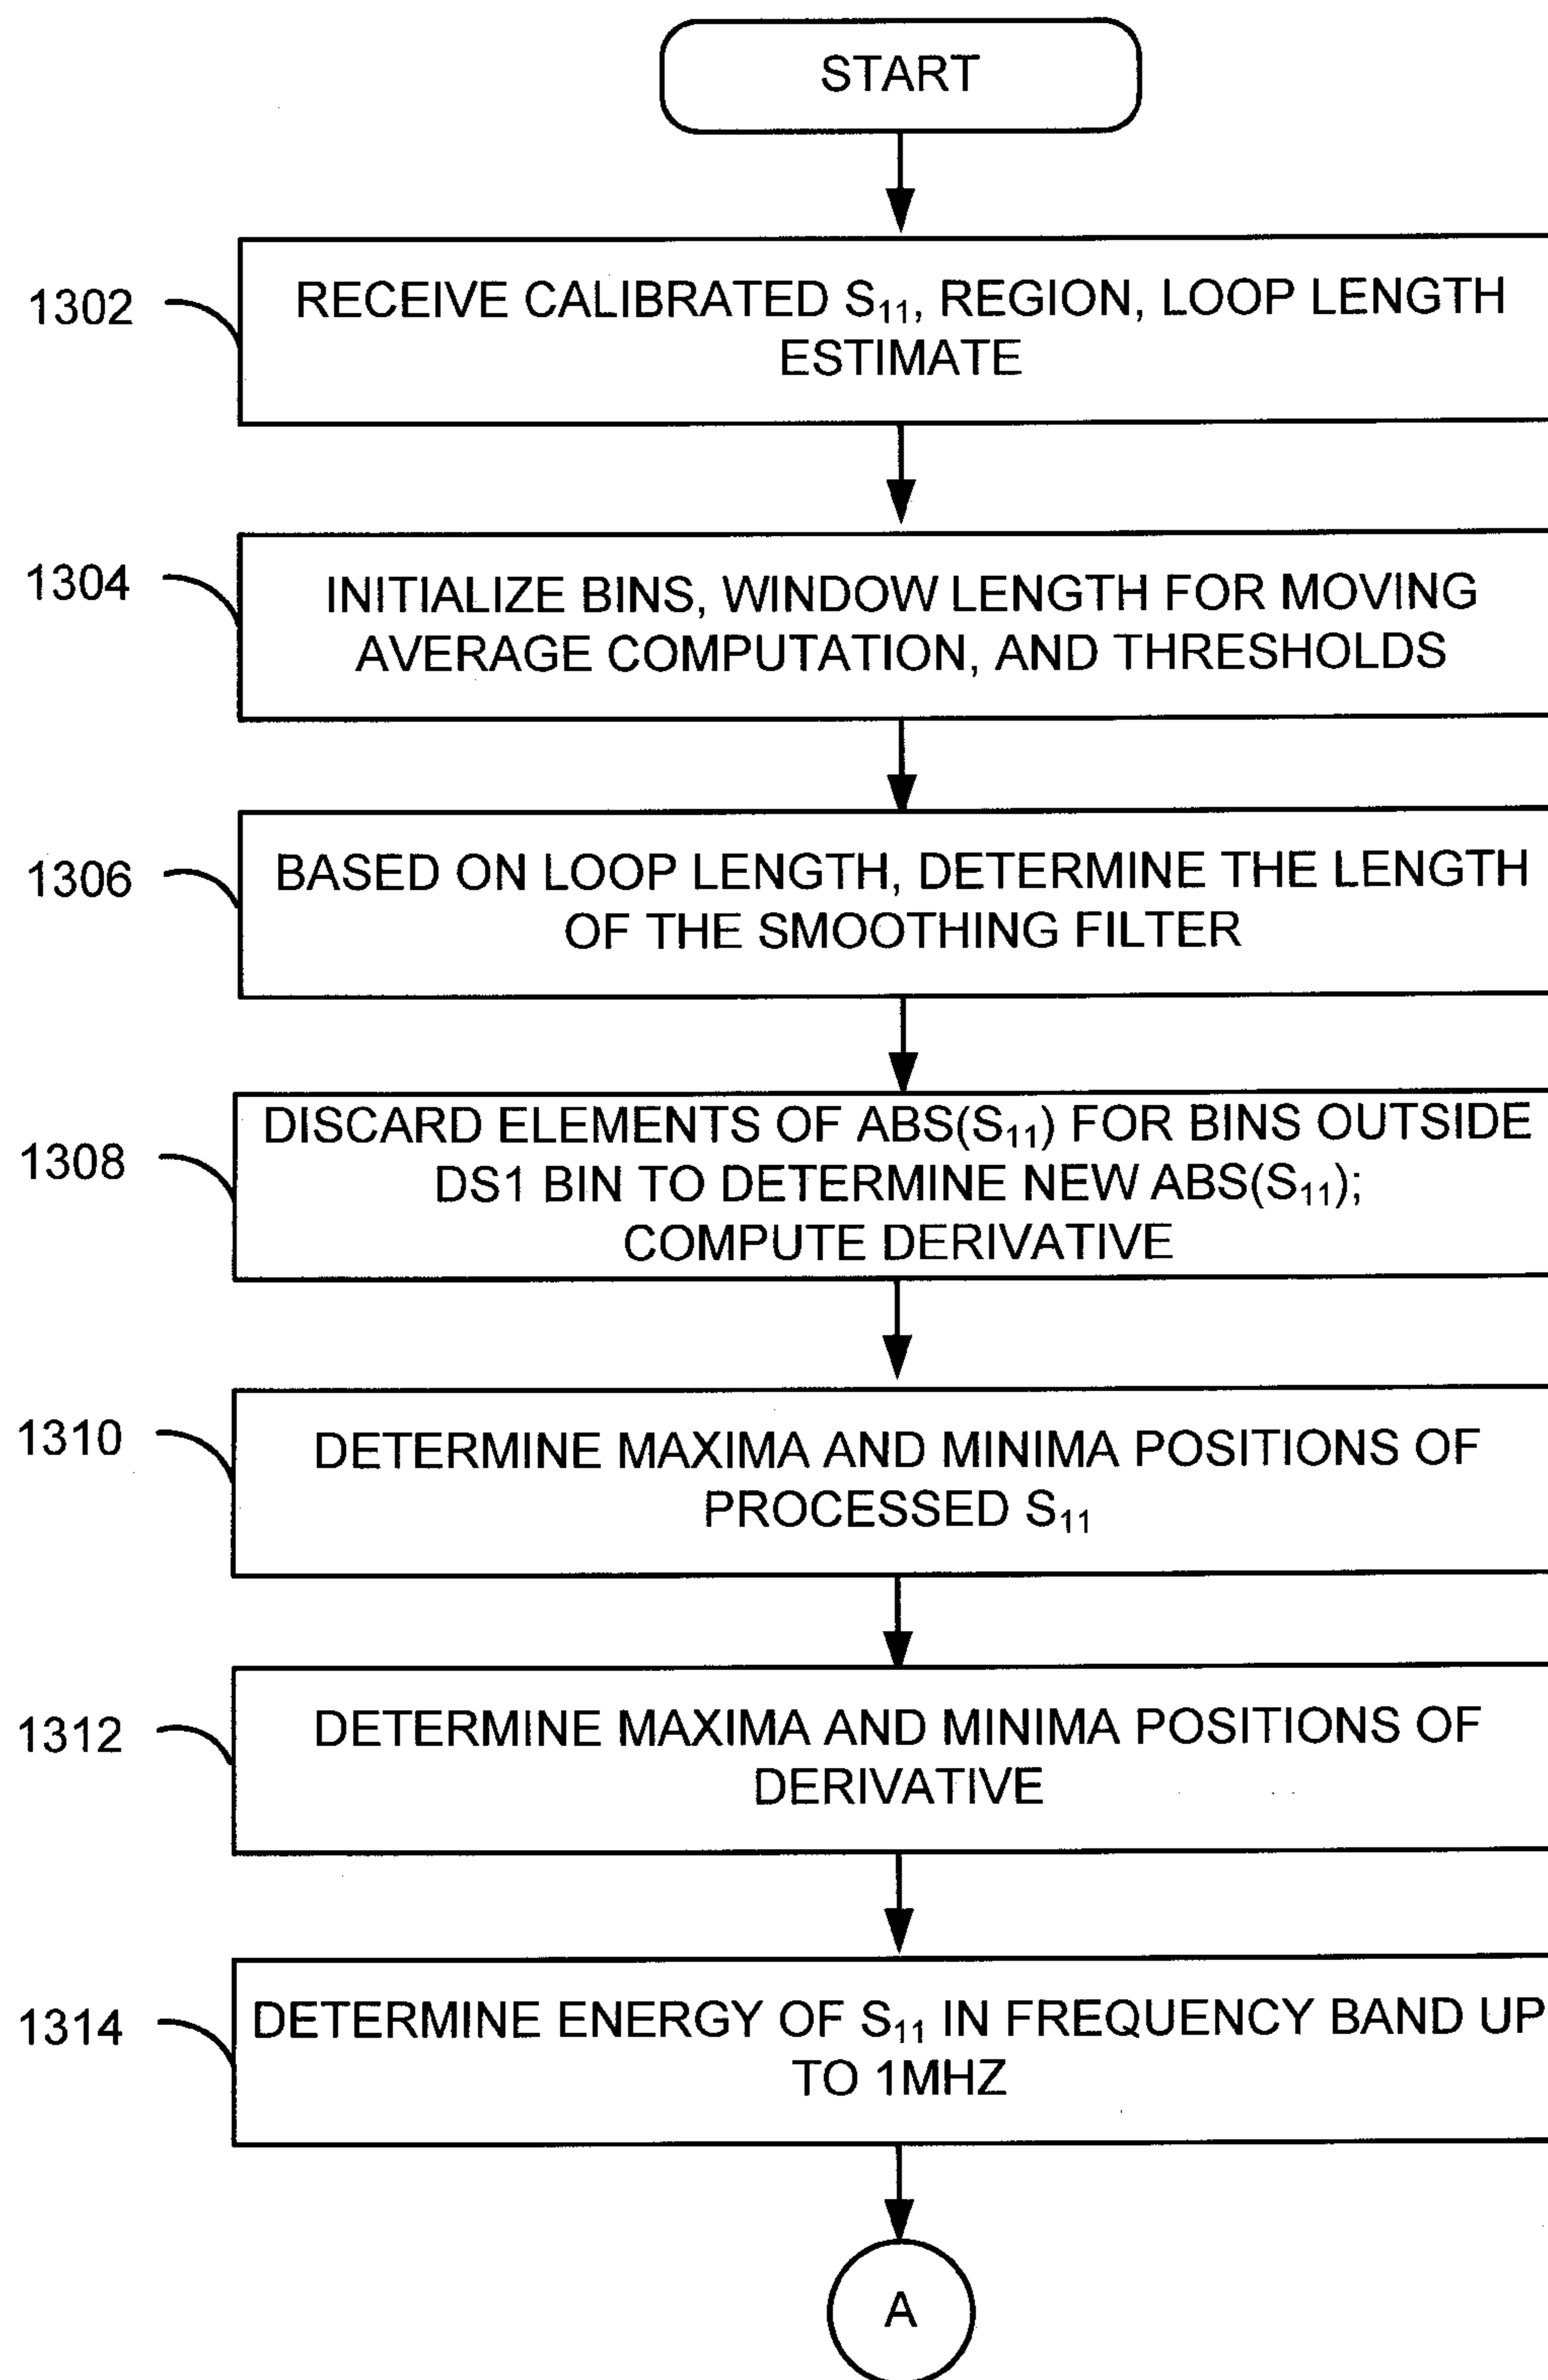 START
1302
RECEIVE CALIBRATED S₁₁, REGION, LOOP LENGTH
ESTIMATE
1304
INITIALIZE BINS, WINDOW LENGTH FOR MOVING
AVERAGE COMPUTATION, AND THRESHOLDS
1306
BASED ON LOOP LENGTH, DETERMINE THE LENGTH
OF THE SMOOTHING FILTER
1308
DISCARD ELEMENTS OF ABS(S₁₁) FOR BINS OUTSIDE
DS1 BIN TO DETERMINE NEW ABS(S₁₁);
COMPUTE DERIVATIVE
1310
DETERMINE MAXIMA AND MINIMA POSITIONS OF
PROCESSED S₁₁
1312
DETERMINE MAXIMA AND MINIMA POSITIONS OF
DERIVATIVE
1314
DETERMINE ENERGY OF S₁₁ IN FREQUENCY BAND UP
TO 1MHZ
A